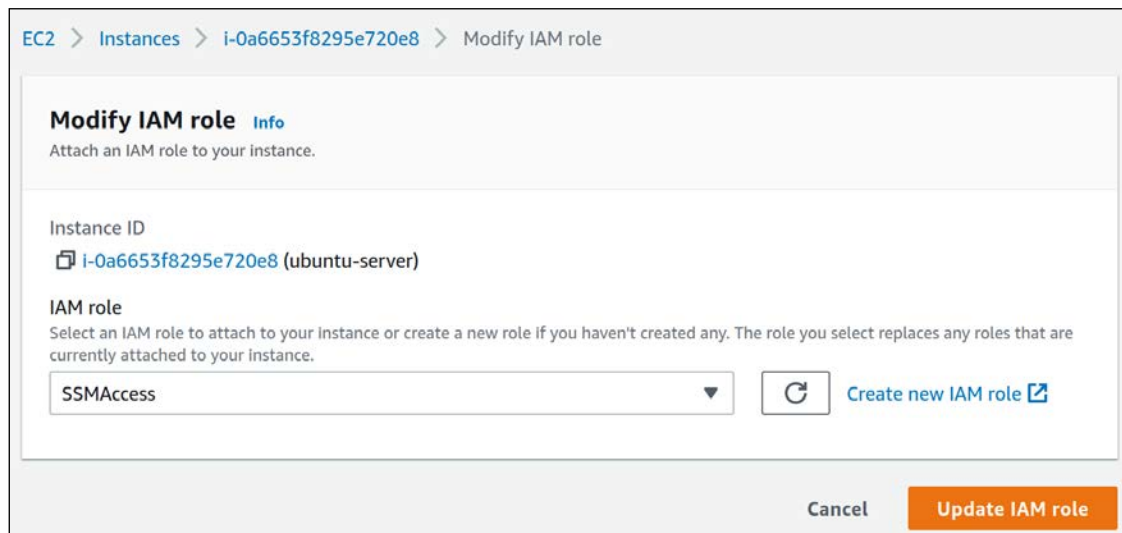 EC2 > Instances > i-0a6653f8295e720e8 > Modify IAM role
Modify IAM role Info
Attach an IAM role to your instance.
Instance ID
i-0a6653f8295e720e8 (ubuntu-server)
IAM role
Select an IAM role to attach to your instance or create a new role if you haven't created any. The role you select replaces any roles that are
currently attached to your instance.
SSMAccess Create new IAM role
Cancel Update IAM role